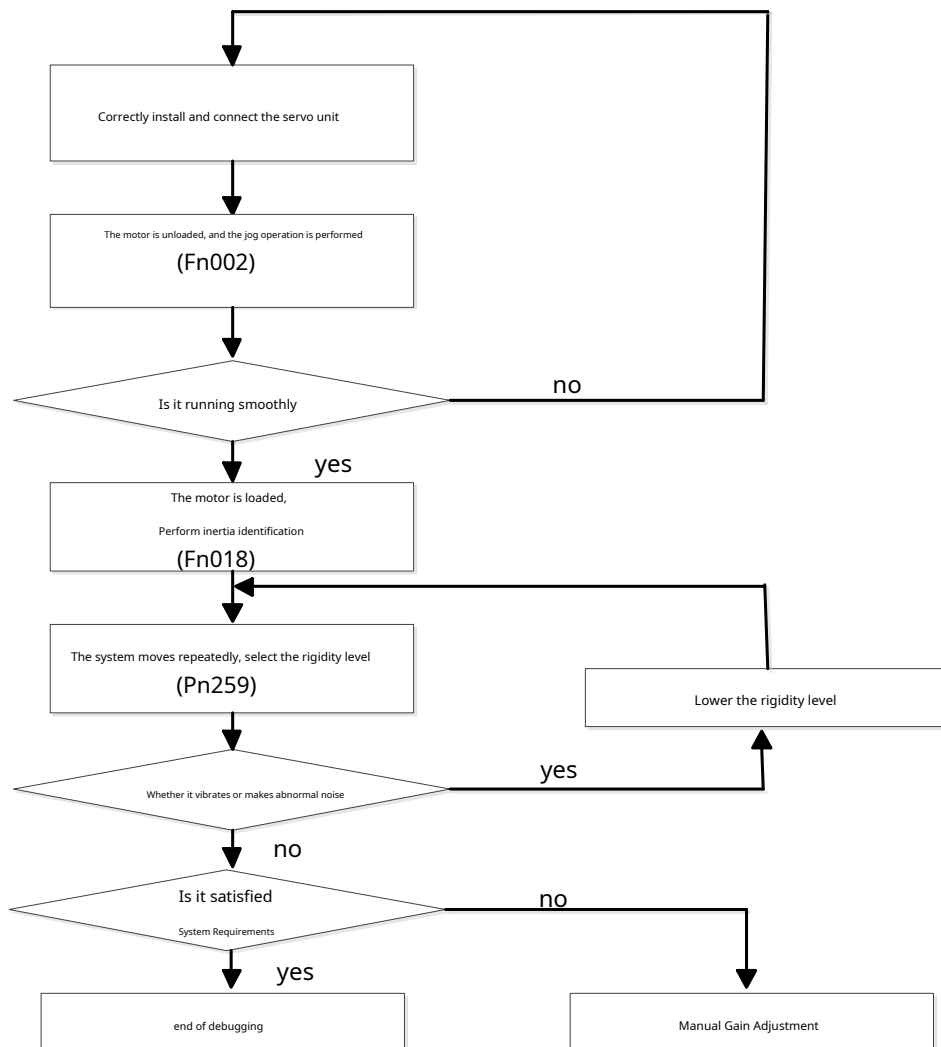 Correctly install and connect the servo unit
The motor is unloaded, and the jog operation is performed
(Fn002)
Is it running smoothly
no
yes
The motor is loaded,
Perform inertia identification
(Fn018)
The system moves repeatedly, select the rigidity level
(Pn259)
Lower the rigidity level
yes
Whether it vibrates or makes abnormal noise
no
Is it satisfied
no
System Requirements
yes
end of debugging
Manual Gain Adjustment